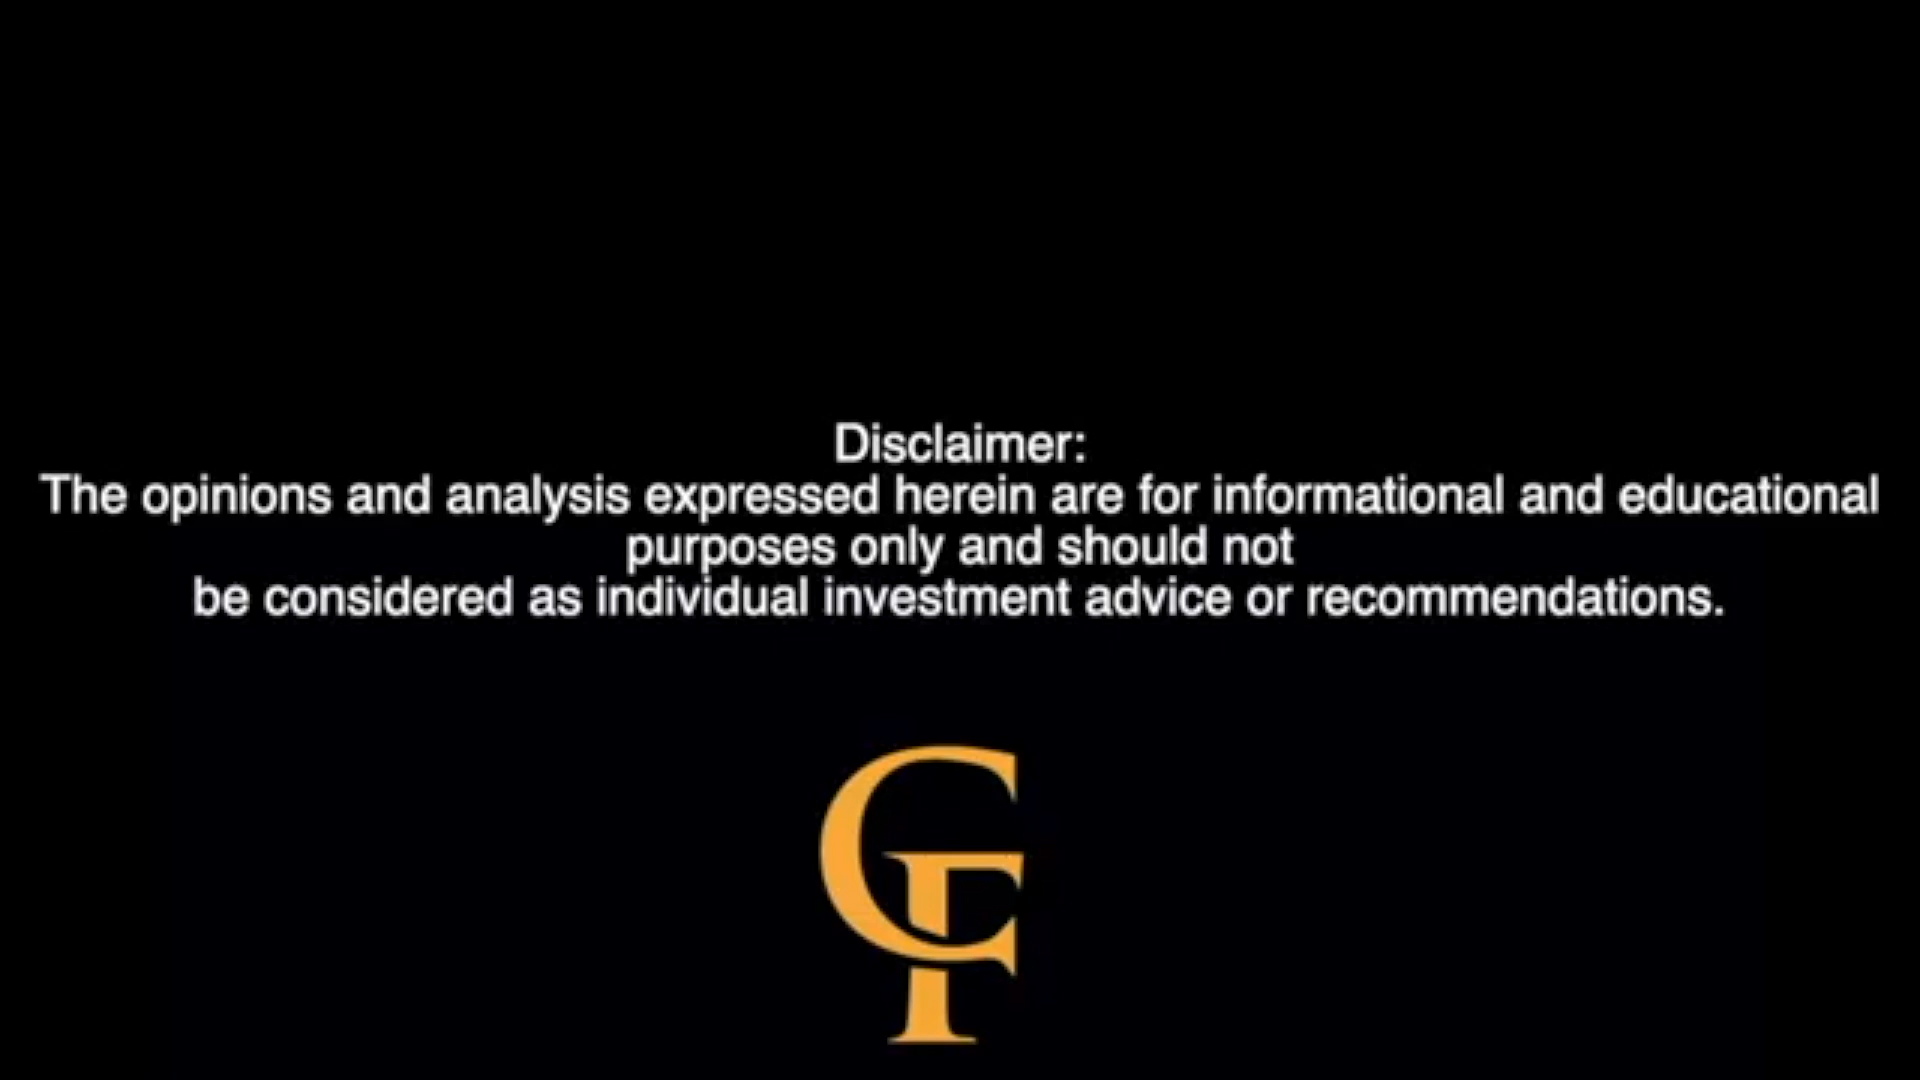 Disclaimer:
The opinions and analysis expressed herein are for informational and educational
purposes only and should not
be considered as individual investment advice or recommendations.
CF